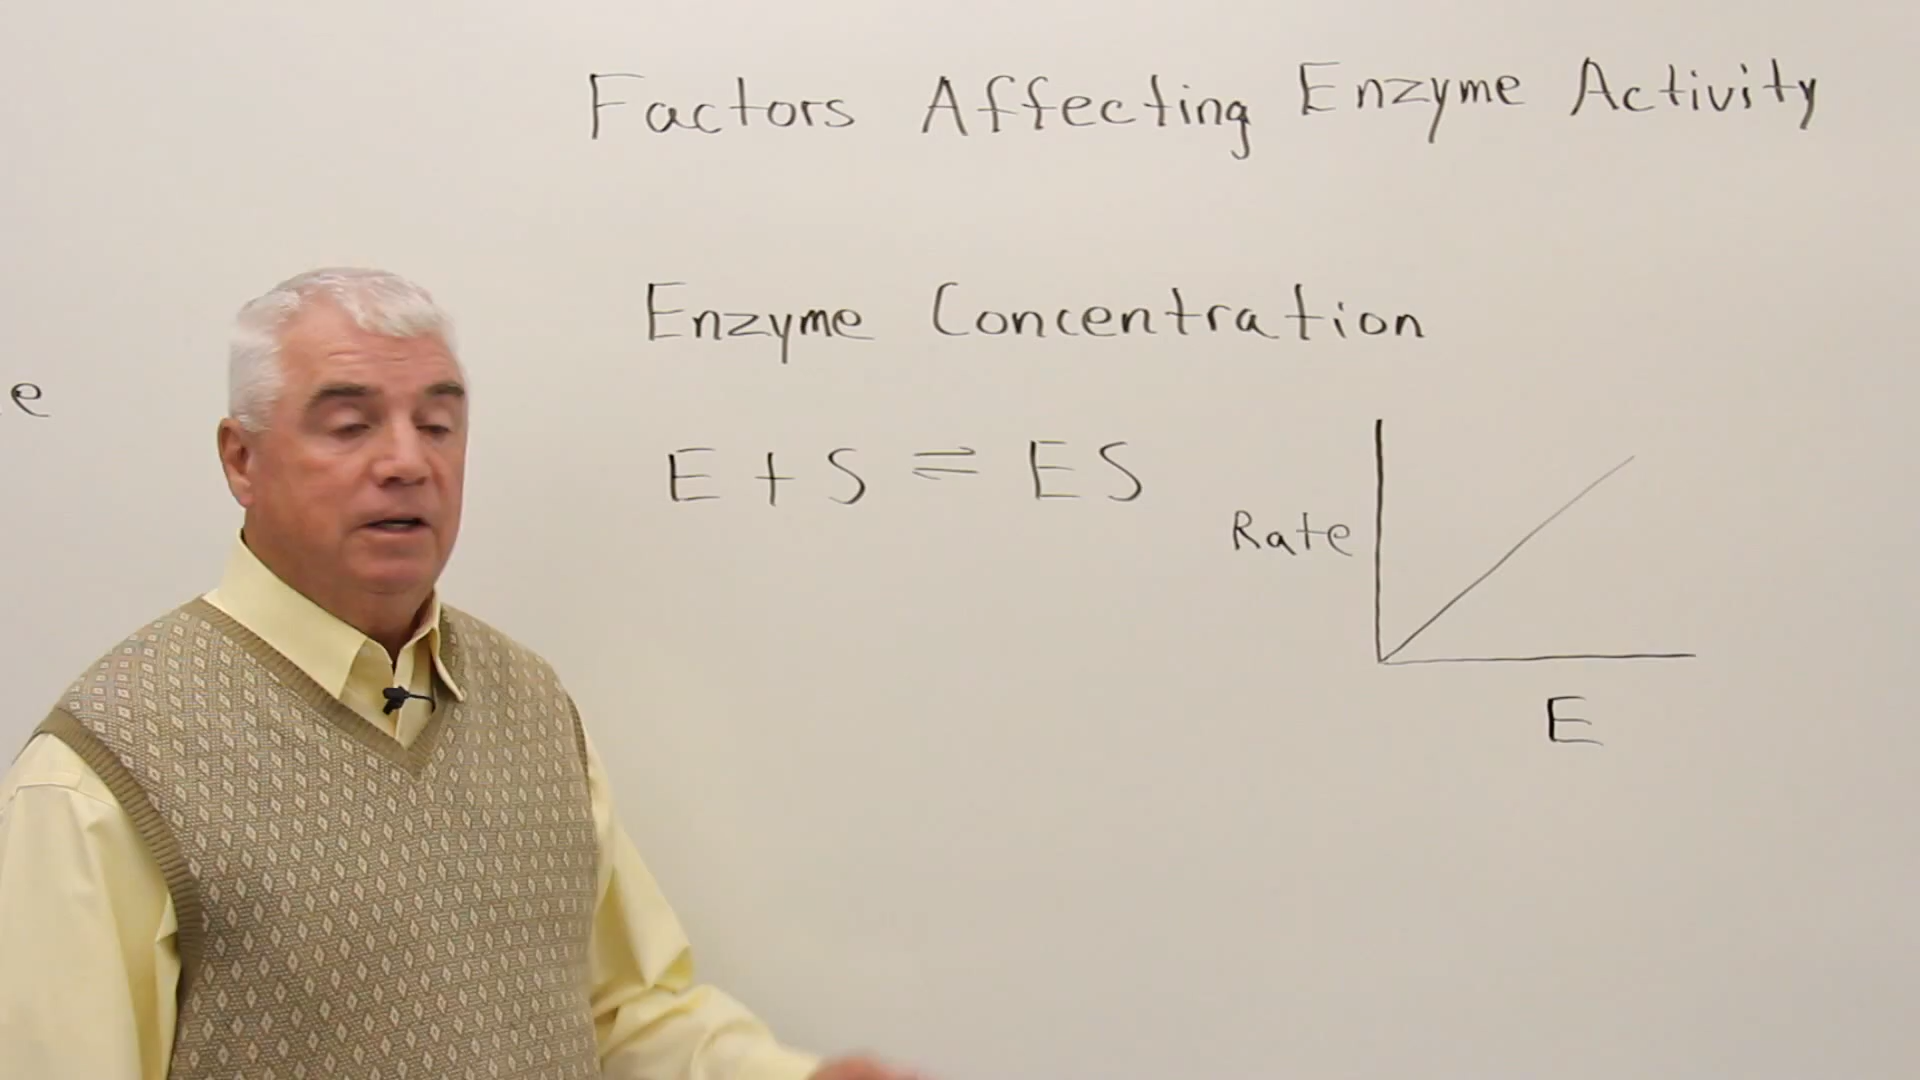 Factors Affecting Enzyme Activity
Enzyme Concentration
E + S ⇌ ES
Rate
E